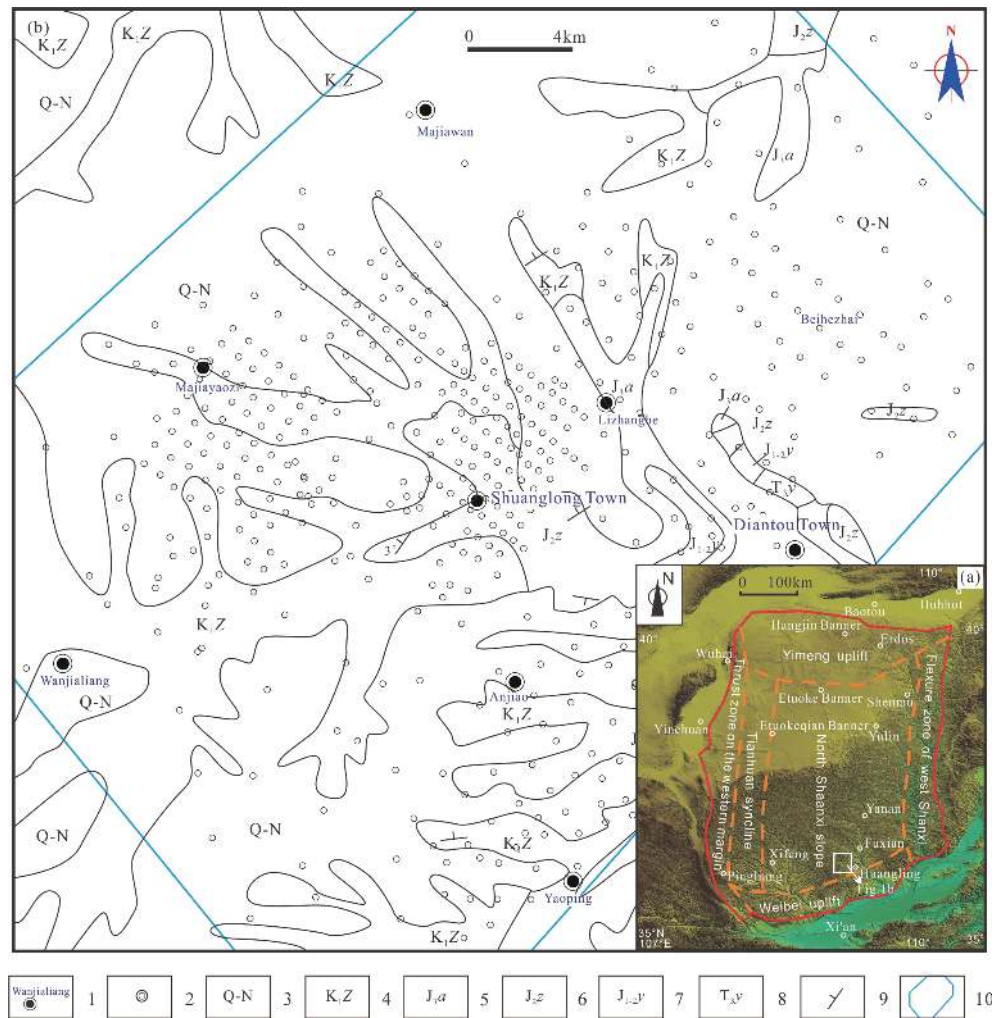 (b)
0 4km
N
K₁Z
K₁Z
K₁Z
Q-N
J₂z
Majiawan
K₁Z
J₁a
Q-N
K₁Z
K₁Z
Q-N
Beihezhai
Majiayaozi
J₁a
Lizhanghe
J₂z
J₂z
J₁₋₂y
T₃y
Shuanglong Town
J₂z
3°
J₁₋₂y
Diantou Town
J₂z
K₁Z
Wanjialiang
Q-N
Anjiao
K₁Z
Q-N
Q-N
K₁Z
Yaoping
K₁Z
N
0 100km
110°
(a)
Baotou
Huhhot
Hangjin Banner
Erdos
40°
40°
Wuhai
Yimeng uplift
Etuoke Banner
Shenmu
Yinchuan
Etuokeqian Banner
Yulin
Thrust zone on the western margin
Tianhuan syncline
North Shaanxi slope
Flexure zone of west Shanxi
Yanan
Fuxian
Xifeng
Huangling
Pingliang
Fig.1b
Weibei uplift
Xi'an
35°N
107°E
110°
35°
Wanjialiang 1
2
Q-N 3
K₁Z 4
J₁a 5
J₂z 6
J₁₋₂y 7
T₃y 8
9
10